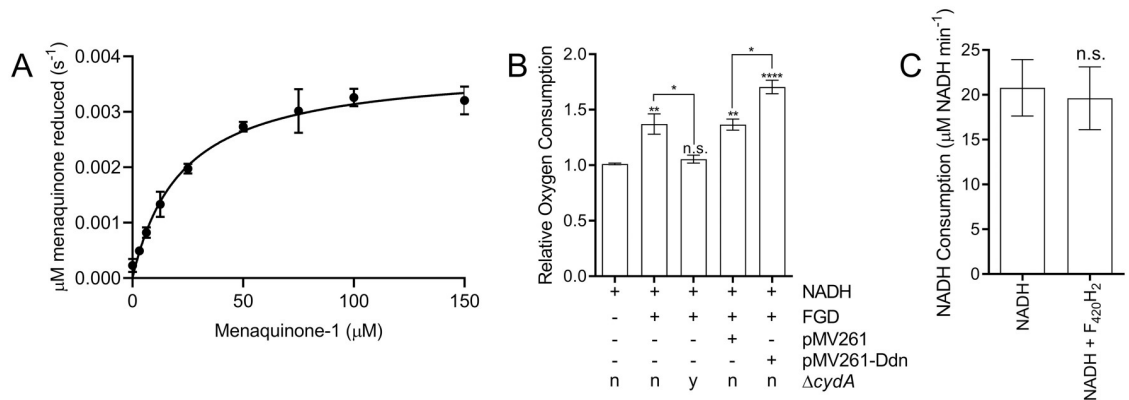 A
μM menaquinone reduced (s⁻¹)
0.004
0.003
0.002
0.001
0.000
0 50 100 150
Menaquinone-1 (μM)
B
Relative Oxygen Consumption
2.0
1.5
1.0
0.5
0.0
** * n.s. ** * ****
+ + + + + NADH
- + + + + FGD
- - - + - pMV261
- - - - + pMV261-Ddn
n n y n n ΔcydA
C
NADH Consumption (μM NADH min⁻¹)
25
20
15
10
5
0
n.s.
NADH
NADH + F₄₂₀H₂